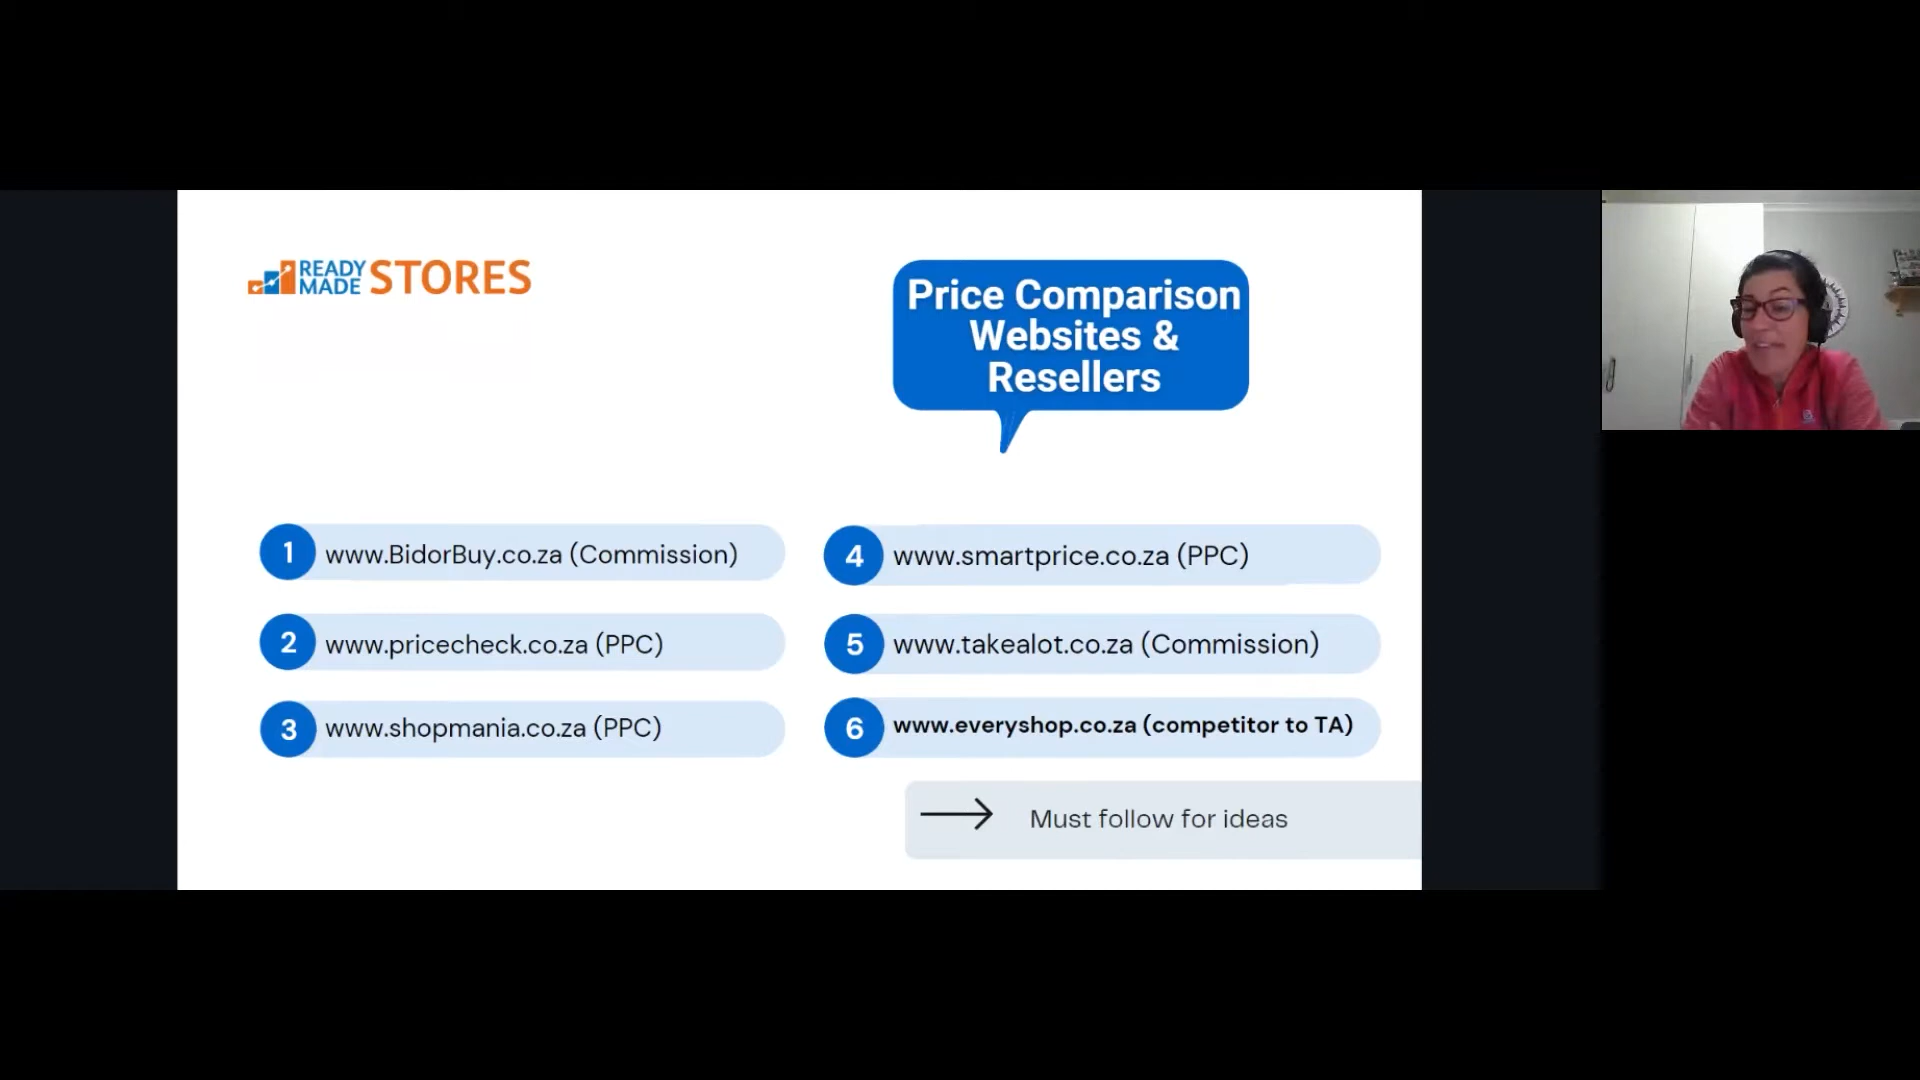 READY
MADE STORES
Price Comparison
Websites &
Resellers
1 www.BidorBuy.co.za (Commission)
2 www.pricecheck.co.za (PPC)
3 www.shopmania.co.za (PPC)
4 www.smartprice.co.za (PPC)
5 www.takealot.co.za (Commission)
6 www.everyshop.co.za (competitor to TA)
Must follow for ideas